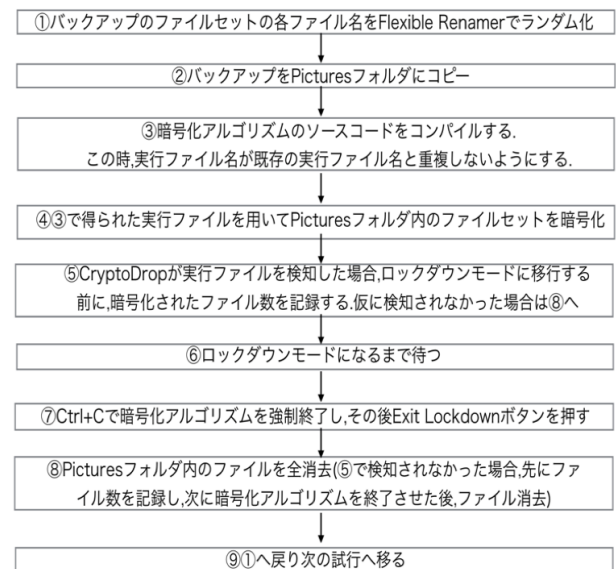 ①バックアップのファイルセットの各ファイル名をFlexible Renamerでランダム化
②バックアップをPicturesフォルダにコピー
③暗号化アルゴリズムのソースコードをコンパイルする.
この時,実行ファイル名が既存の実行ファイル名と重複しないようにする.
④③で得られた実行ファイルを用いてPicturesフォルダ内のファイルセットを暗号化
⑤CryptoDropが実行ファイルを検知した場合,ロックダウンモードに移行する
前に,暗号化されたファイル数を記録する.仮に検知されなかった場合は⑧へ
⑥ロックダウンモードになるまで待つ
⑦Ctrl+Cで暗号化アルゴリズムを強制終了し,その後Exit Lockdownボタンを押す
⑧Picturesフォルダ内のファイルを全消去(⑤で検知されなかった場合,先にファ
イル数を記録し,次に暗号化アルゴリズムを終了させた後,ファイル消去)
⑨①へ戻り次の試行へ移る